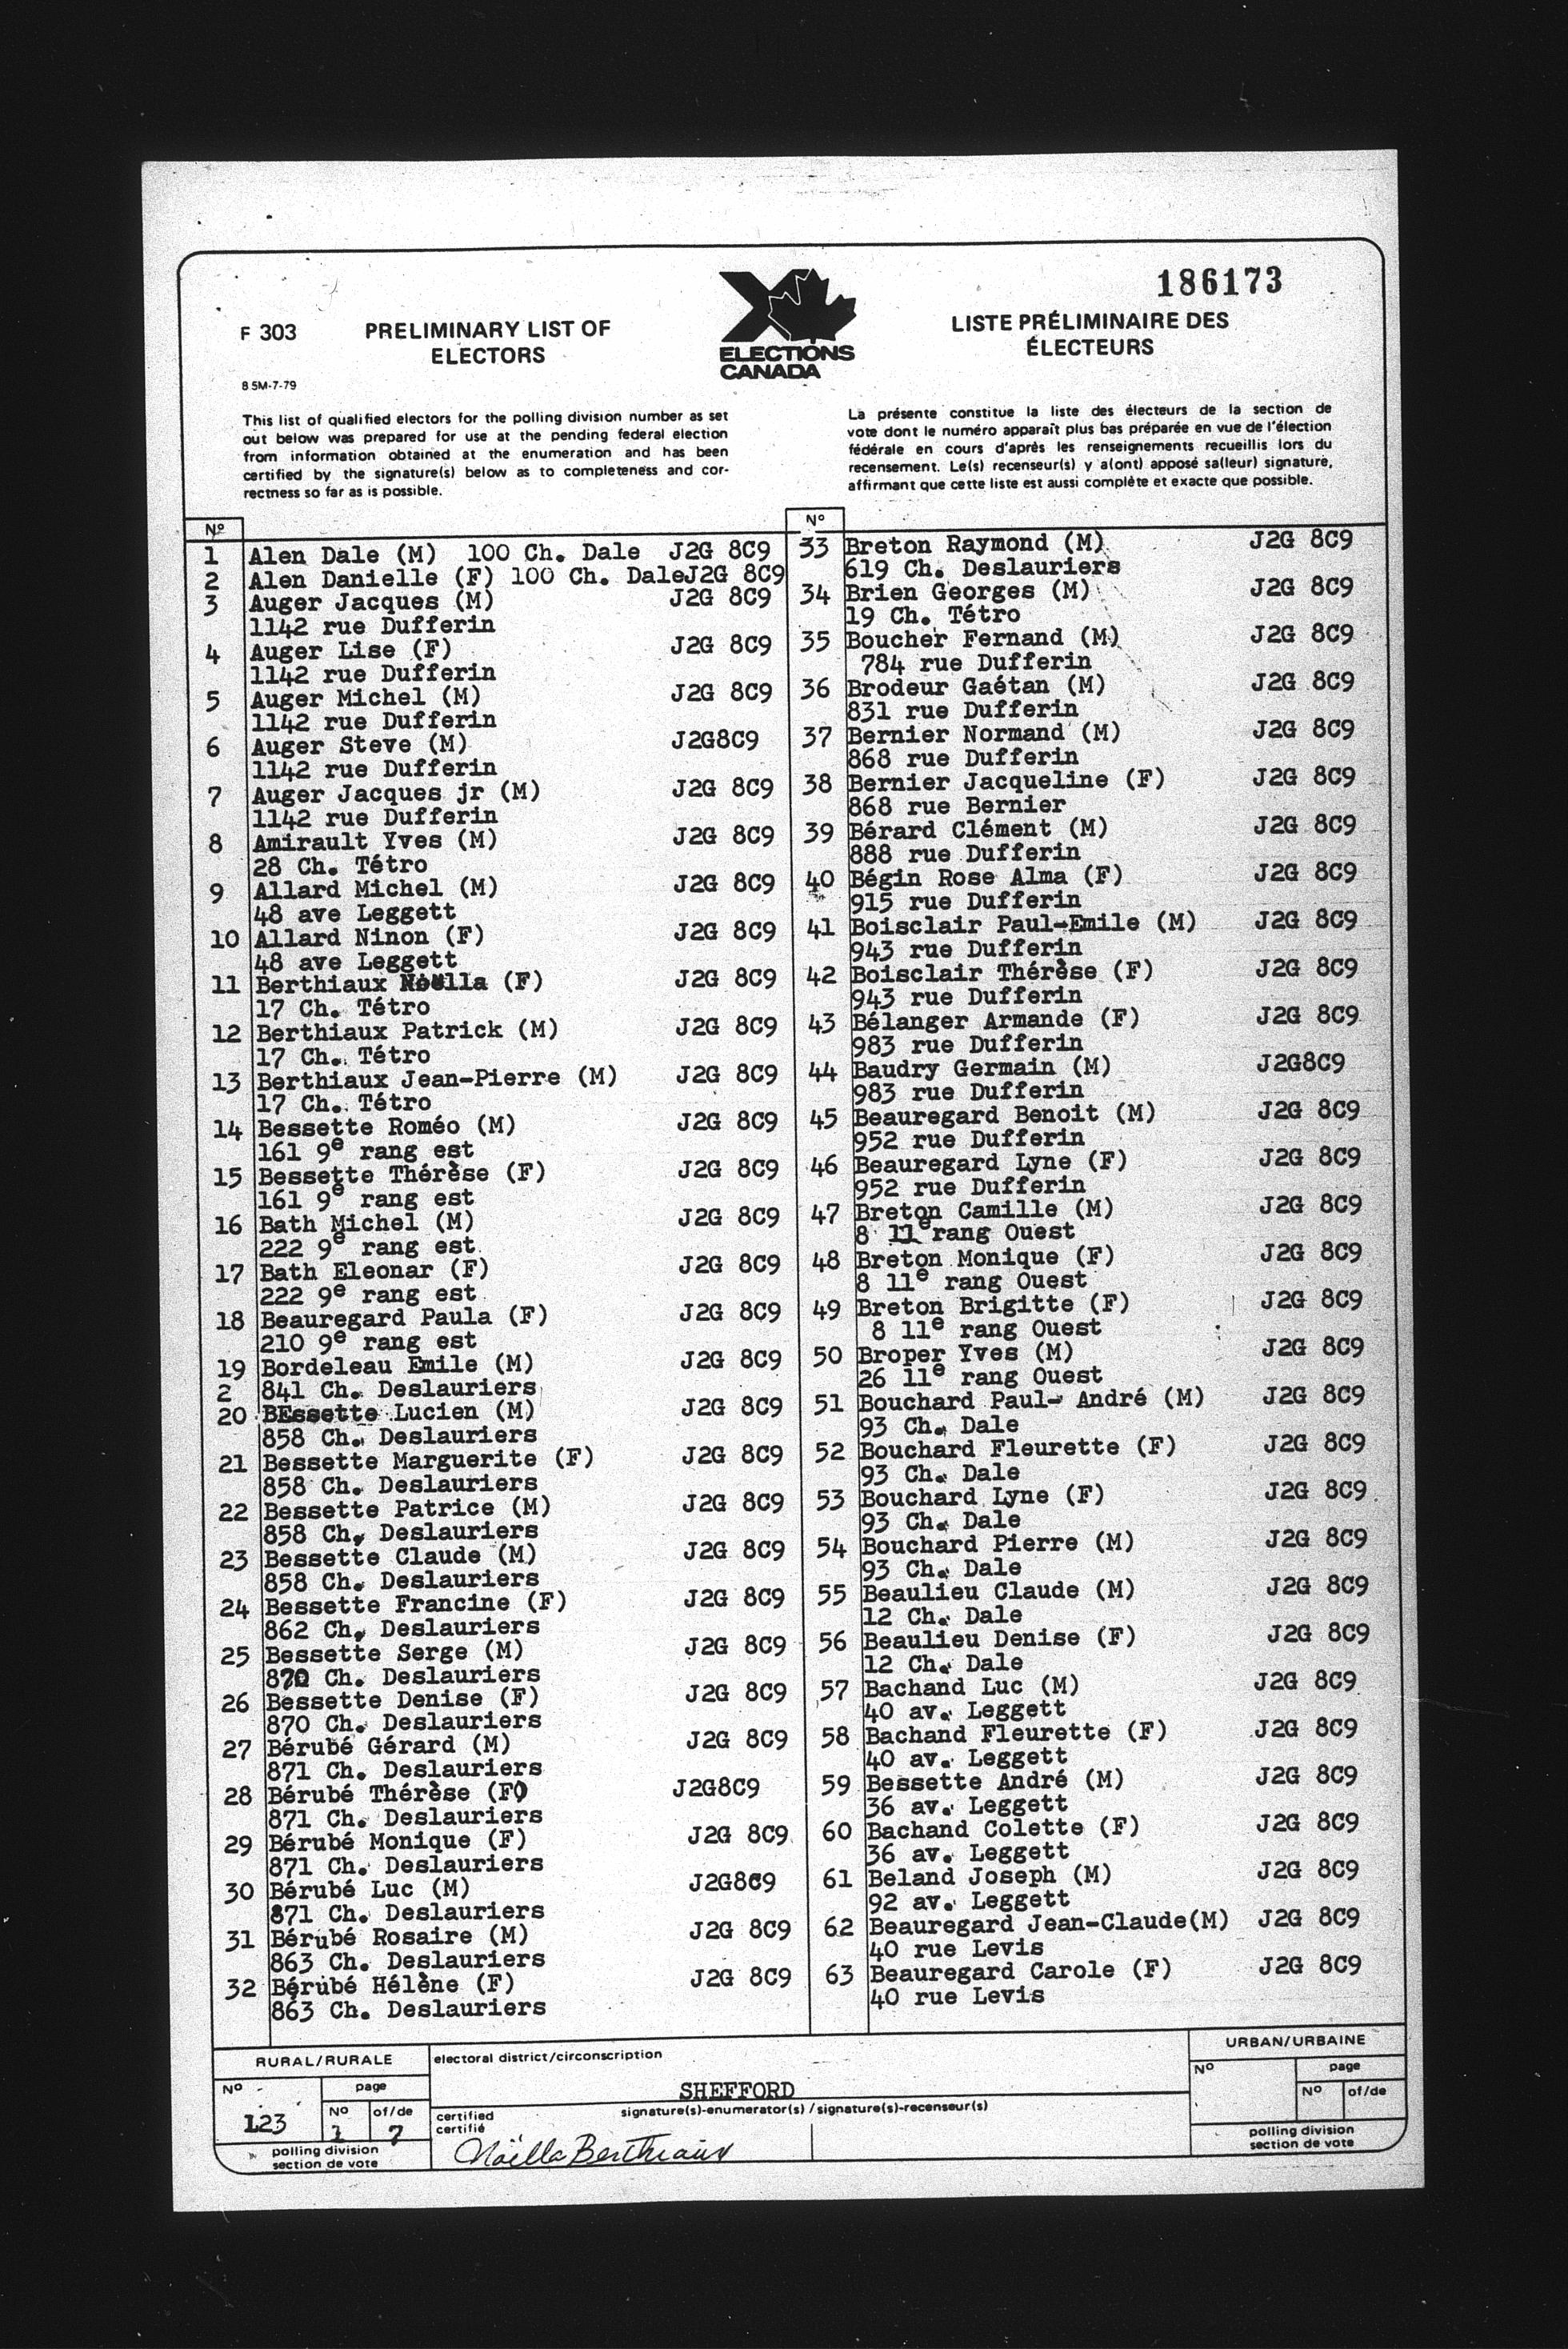 186173
F 303
PRELIMINARY LIST OF
ELECTORS
8 5M-7-79
ELECTIONS
CANADA
LISTE PRÉLIMINAIRE DES
ÉLECTEURS
This list of qualified electors for the polling division number as set
out below was prepared for use at the pending federal election
from information obtained at the enumeration and has been
certified by the signature(s) below as to completeness and cor-
rectness so far as is possible.
La présente constitue la liste des électeurs de la section de
vote dont le numéro apparaît plus bas préparée en vue de l'élection
fédérale en cours d'après les renseignements recueillis lors du
recensement. Le(s) recenseur(s) y a(ont) apposé sa(leur) signature,
affirmant que cette liste est aussi complète et exacte que possible.
Nº
1 Alen Dale (M) 100 Ch. Dale J2G 8C9
2 Alen Danielle (F) 100 Ch. DaleJ2G 8C9
3 Auger Jacques (M) J2G 8C9
1142 rue Dufferin
4 Auger Lise (F) J2G 8C9
1142 rue Dufferin
5 Auger Michel (M) J2G 8C9
1142 rue Dufferin
6 Auger Steve (M) J2G8C9
1142 rue Dufferin
7 Auger Jacques jr (M) J2G 8C9
1142 rue Dufferin
8 Amirault Yves (M) J2G 8C9
28 Ch. Tétro
9 Allard Michel (M) J2G 8C9
48 ave Leggett
10 Allard Ninon (F) J2G 8C9
48 ave Leggett
11 Berthiaux Noëlla (F) J2G 8C9
17 Ch. Tétro
12 Berthiaux Patrick (M) J2G 8C9
17 Ch. Tétro
13 Berthiaux Jean-Pierre (M) J2G 8C9
17 Ch. Tétro
14 Bessette Roméo (M) J2G 8C9
161 9e rang est
15 Bessette Thérèse (F) J2G 8C9
161 9e rang est
16 Bath Michel (M) J2G 8C9
222 9e rang est
17 Bath Eleonar (F) J2G 8C9
222 9e rang est
18 Beauregard Paula (F) J2G 8C9
210 9e rang est
19 Bordeleau Emile (M) J2G 8C9
2 841 Ch. Deslauriers
20 BEssette Lucien (M) J2G 8C9
858 Ch. Deslauriers
21 Bessette Marguerite (F) J2G 8C9
858 Ch. Deslauriers
22 Bessette Patrice (M) J2G 8C9
858 Ch, Deslauriers
23 Bessette Claude (M) J2G 8C9
858 Ch. Deslauriers
24 Bessette Francine (F) J2G 8C9
862 Ch, Deslauriers
25 Bessette Serge (M) J2G 8C9
870 Ch. Deslauriers
26 Bessette Denise (F) J2G 8C9
870 Ch. Deslauriers
27 Bérubé Gérard (M) J2G 8C9
871 Ch. Deslauriers
28 Bérubé Thérèse (F) J2G8C9
871 Ch. Deslauriers
29 Bérubé Monique (F) J2G 8C9
871 Ch. Deslauriers
30 Bérubé Luc (M) J2G8C9
871 Ch. Deslauriers
31 Bérubé Rosaire (M) J2G 8C9
863 Ch. Deslauriers
32 Bérubé Hélène (F) J2G 8C9
863 Ch. Deslauriers
Nº
33 Breton Raymond (M) J2G 8C9
619 Ch. Deslauriers
34 Brien Georges (M) J2G 8C9
19 Ch. Tétro
35 Boucher Fernand (M) J2G 8C9
784 rue Dufferin
36 Brodeur Gaétan (M) J2G 8C9
831 rue Dufferin
37 Bernier Normand (M) J2G 8C9
868 rue Dufferin
38 Bernier Jacqueline (F) J2G 8C9
868 rue Bernier
39 Bérard Clément (M) J2G 8C9
888 rue Dufferin
40 Bégin Rose Alma (F) J2G 8C9
915 rue Dufferin
41 Boisclair Paul-Emile (M) J2G 8C9
943 rue Dufferin
42 Boisclair Thérèse (F) J2G 8C9
943 rue Dufferin
43 Bélanger Armande (F) J2G 8C9
983 rue Dufferin
44 Baudry Germain (M) J2G8C9
983 rue Dufferin
45 Beauregard Benoit (M) J2G 8C9
952 rue Dufferin
46 Beauregard Lyne (F) J2G 8C9
952 rue Dufferin
47 Breton Camille (M) J2G 8C9
8 11e rang Ouest
48 Breton Monique (F) J2G 8C9
8 11e rang Ouest
49 Breton Brigitte (F) J2G 8C9
8 11e rang Ouest
50 Broper Yves (M) J2G 8C9
26 11e rang Ouest
51 Bouchard Paul- André (M) J2G 8C9
93 Ch. Dale
52 Bouchard Fleurette (F) J2G 8C9
93 Ch. Dale
53 Bouchard Lyne (F) J2G 8C9
93 Ch. Dale
54 Bouchard Pierre (M) J2G 8C9
93 Ch. Dale
55 Beaulieu Claude (M) J2G 8C9
12 Ch. Dale
56 Beaulieu Denise (F) J2G 8C9
12 Ch. Dale
57 Bachand Luc (M) J2G 8C9
40 av. Leggett
58 Bachand Fleurette (F) J2G 8C9
40 av. Leggett
59 Bessette André (M) J2G 8C9
36 av. Leggett
60 Bachand Colette (F) J2G 8C9
36 av. Leggett
61 Beland Joseph (M) J2G 8C9
92 av. Leggett
62 Beauregard Jean-Claude(M) J2G 8C9
40 rue Levis
63 Beauregard Carole (F) J2G 8C9
40 rue Levis
RURAL/RURALE
Nº
123
page
Nº of/de
1 7
polling division
section de vote
electoral district/circonscription
SHEFFORD
certified
certifié
signature(s)-enumerator(s) / signature(s)-recenseur(s)
Noëlla Berthiaux
URBAN/URBAINE
Nº
page
Nº of/de
polling division
section de vote